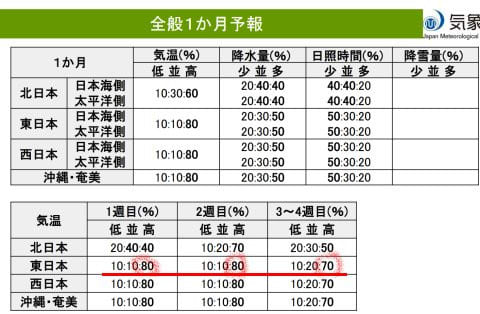 全般1か月予報
気象
Japan Meteorological
1か月 気温(%) 降水量(%) 日照時間(%) 降雪量(%)
低 並 高 少 並 多 少 並 多 少 並 多
北日本 日本海側 10:30:60 20:40:40 40:40:20
太平洋側 20:40:40 40:40:20
東日本 日本海側 10:10:80 20:30:50 50:30:20
太平洋側 20:30:50 50:30:20
西日本 日本海側 10:10:80 20:30:50 50:30:20
太平洋側 20:30:50 50:30:20
沖縄・奄美 10:10:80 20:30:50 50:30:20
気温 1週目(%) 2週目(%) 3～4週目(%)
低 並 高 低 並 高 低 並 高
北日本 20:40:40 10:20:70 20:30:50
東日本 10:10:80 10:10:80 10:20:70
西日本 10:10:80 10:10:80 10:20:70
沖縄・奄美 10:10:80 10:10:80 10:20:70